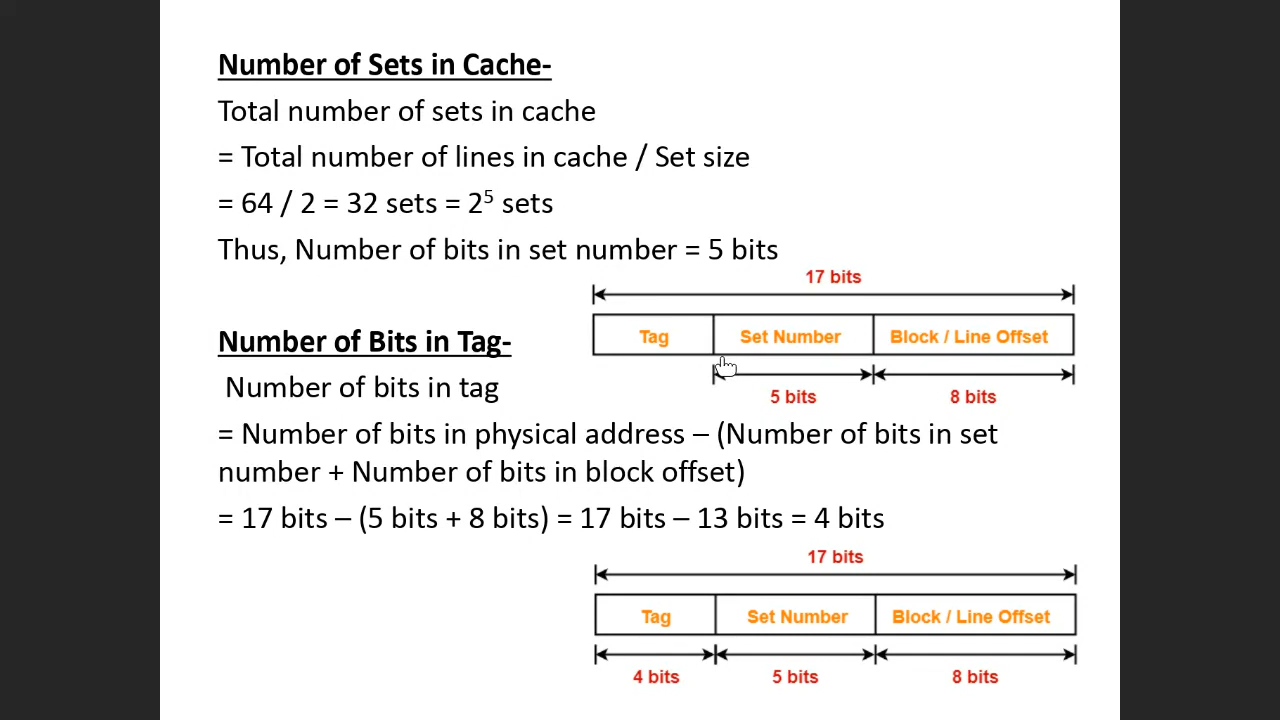 Number of Sets in Cache-
Total number of sets in cache
= Total number of lines in cache / Set size
= 64 / 2 = 32 sets = 2⁵ sets
Thus, Number of bits in set number = 5 bits
17 bits
Tag Set Number Block / Line Offset
5 bits 8 bits
Number of Bits in Tag-
Number of bits in tag
= Number of bits in physical address – (Number of bits in set
number + Number of bits in block offset)
= 17 bits – (5 bits + 8 bits) = 17 bits – 13 bits = 4 bits
17 bits
Tag Set Number Block / Line Offset
4 bits 5 bits 8 bits